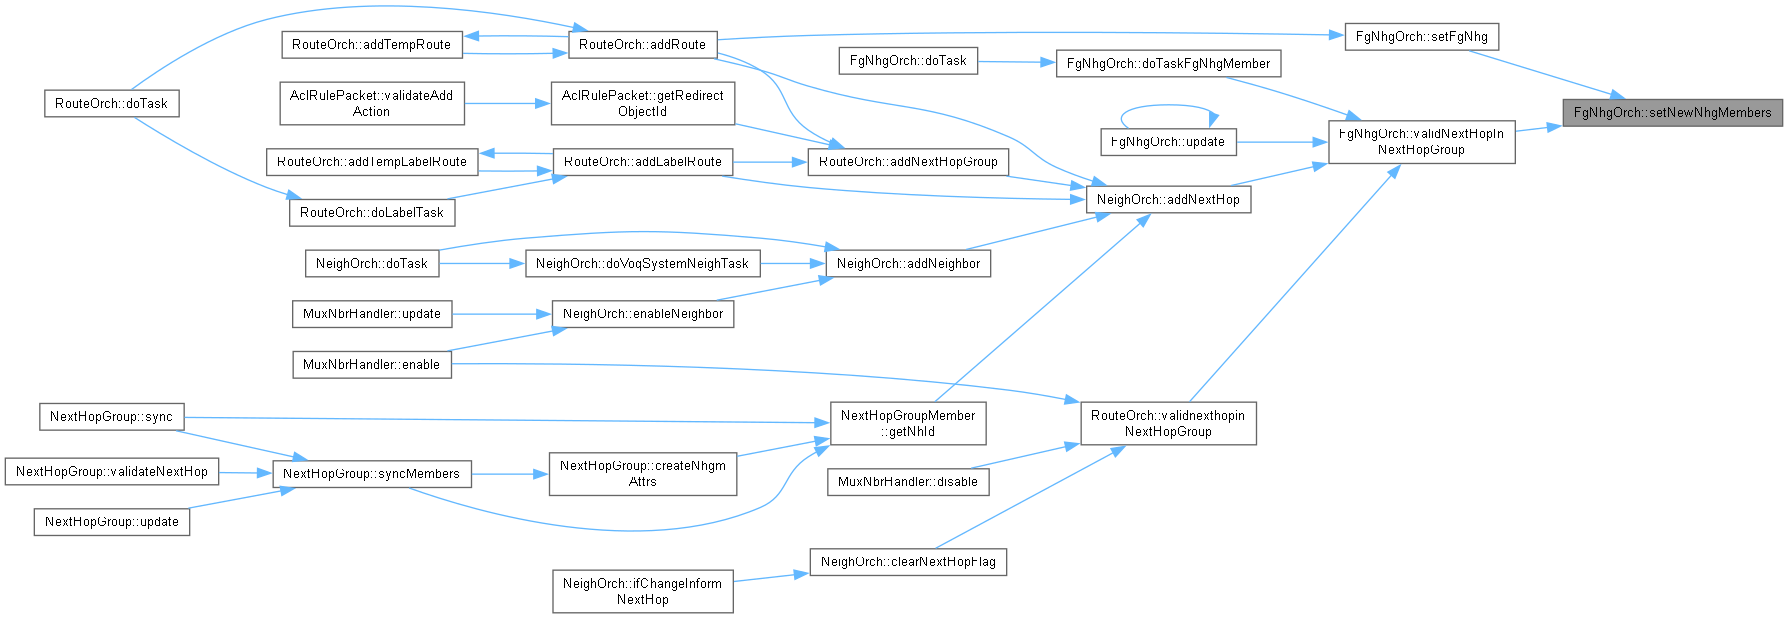 RouteOrch::doTask
RouteOrch::addTempRoute
RouteOrch::addRoute
AclRulePacket::validateAdd
Action
AclRulePacket::getRedirect
ObjectId
RouteOrch::addTempLabelRoute
RouteOrch::addLabelRoute
RouteOrch::doLabelTask
FgNhgOrch::doTask
FgNhgOrch::doTaskFgNhgMember
FgNhgOrch::setFgNhg
FgNhgOrch::setNewNhgMembers
FgNhgOrch::update
FgNhgOrch::validNextHopIn
NextHopGroup
RouteOrch::addNextHopGroup
NeighOrch::addNextHop
NeighOrch::doTask
NeighOrch::doVoqSystemNeighTask
NeighOrch::addNeighbor
MuxNbrHandler::update
NeighOrch::enableNeighbor
MuxNbrHandler::enable
NextHopGroup::sync
NextHopGroupMember
::getNhId
RouteOrch::validnexthopin
NextHopGroup
NextHopGroup::validateNextHop
NextHopGroup::syncMembers
NextHopGroup::createNhgm
Attrs
MuxNbrHandler::disable
NextHopGroup::update
NeighOrch::clearNextHopFlag
NeighOrch::ifChangeInform
NextHop